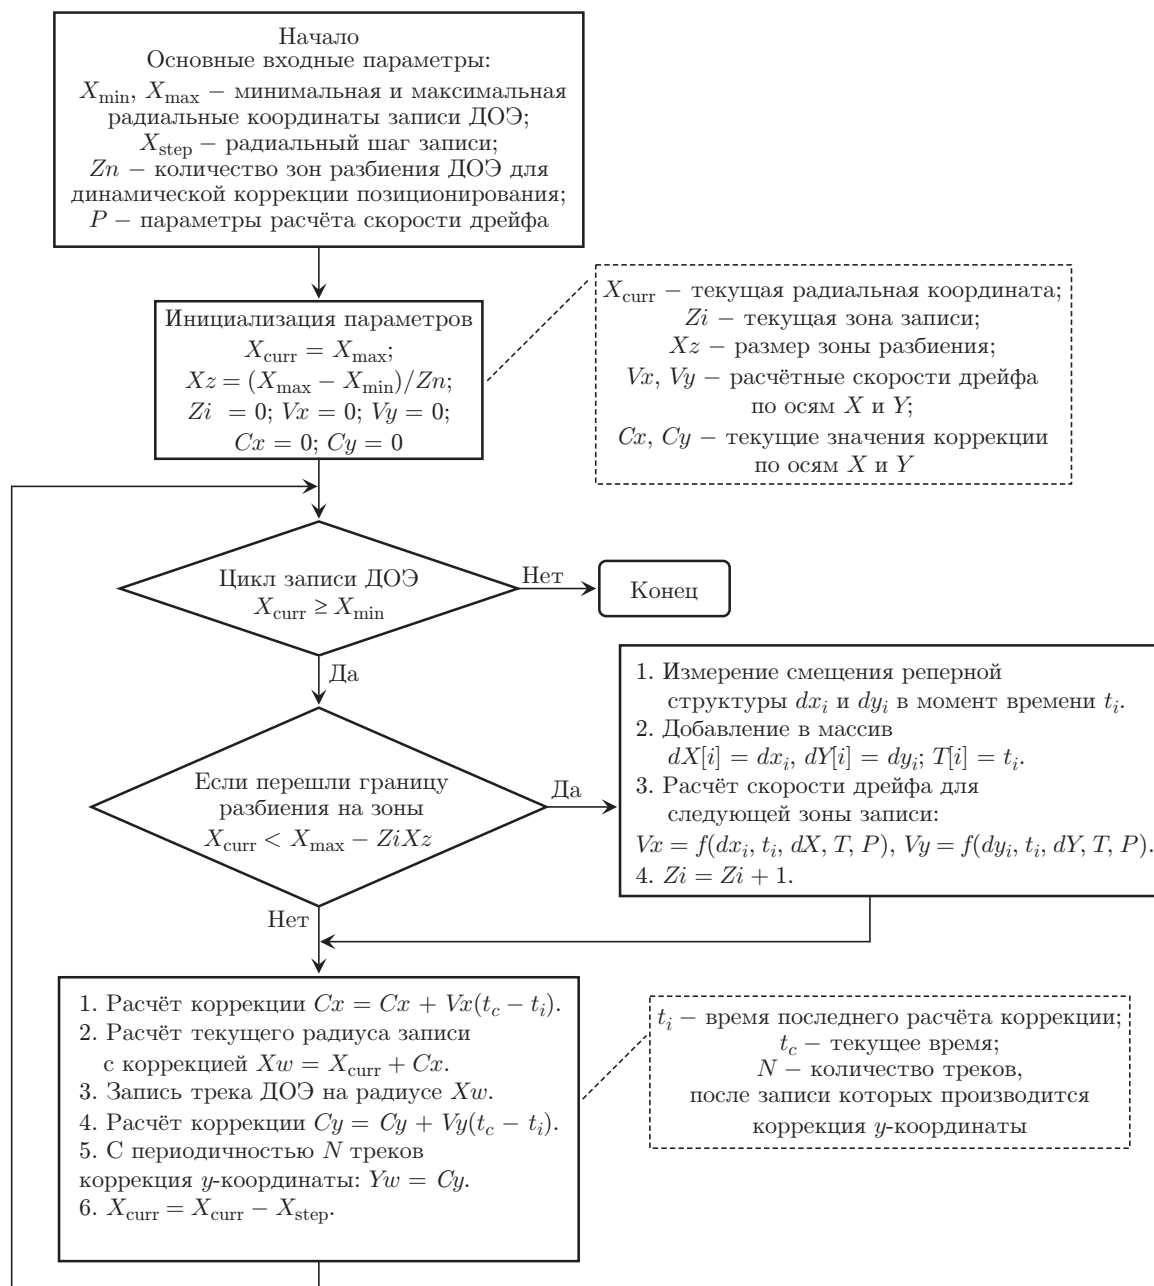 Начало
Основные входные параметры:
X_min, X_max – минимальная и максимальная
радиальные координаты записи ДОЭ;
X_step – радиальный шаг записи;
Zn – количество зон разбиения ДОЭ для
динамической коррекции позиционирования;
P – параметры расчёта скорости дрейфа
Инициализация параметров
X_curr = X_max;
Xz = (X_max – X_min)/Zn;
Zi = 0; Vx = 0; Vy = 0;
Cx = 0; Cy = 0
X_curr – текущая радиальная координата;
Zi – текущая зона записи;
Xz – размер зоны разбиения;
Vx, Vy – расчётные скорости дрейфа
по осям X и Y;
Cx, Cy – текущие значения коррекции
по осям X и Y
Цикл записи ДОЭ
X_curr ≥ X_min
Нет
Конец
Да
Если перешли границу
разбиения на зоны
X_curr < X_max – ZiXz
Да
1. Измерение смещения реперной
структуры dx_i и dy_i в момент времени t_i.
2. Добавление в массив
dX[i] = dx_i, dY[i] = dy_i; T[i] = t_i.
3. Расчёт скорости дрейфа для
следующей зоны записи:
Vx = f(dx_i, t_i, dX, T, P), Vy = f(dy_i, t_i, dY, T, P).
4. Zi = Zi + 1.
Нет
1. Расчёт коррекции Cx = Cx + Vx(t_c – t_i).
2. Расчёт текущего радиуса записи
с коррекцией Xw = X_curr + Cx.
3. Запись трека ДОЭ на радиусе Xw.
4. Расчёт коррекции Cy = Cy + Vy(t_c – t_i).
5. С периодичностью N треков
коррекция y-координаты: Yw = Cy.
6. X_curr = X_curr – X_step.
t_i – время последнего расчёта коррекции;
t_c – текущее время;
N – количество треков,
после записи которых производится
коррекция y-координаты